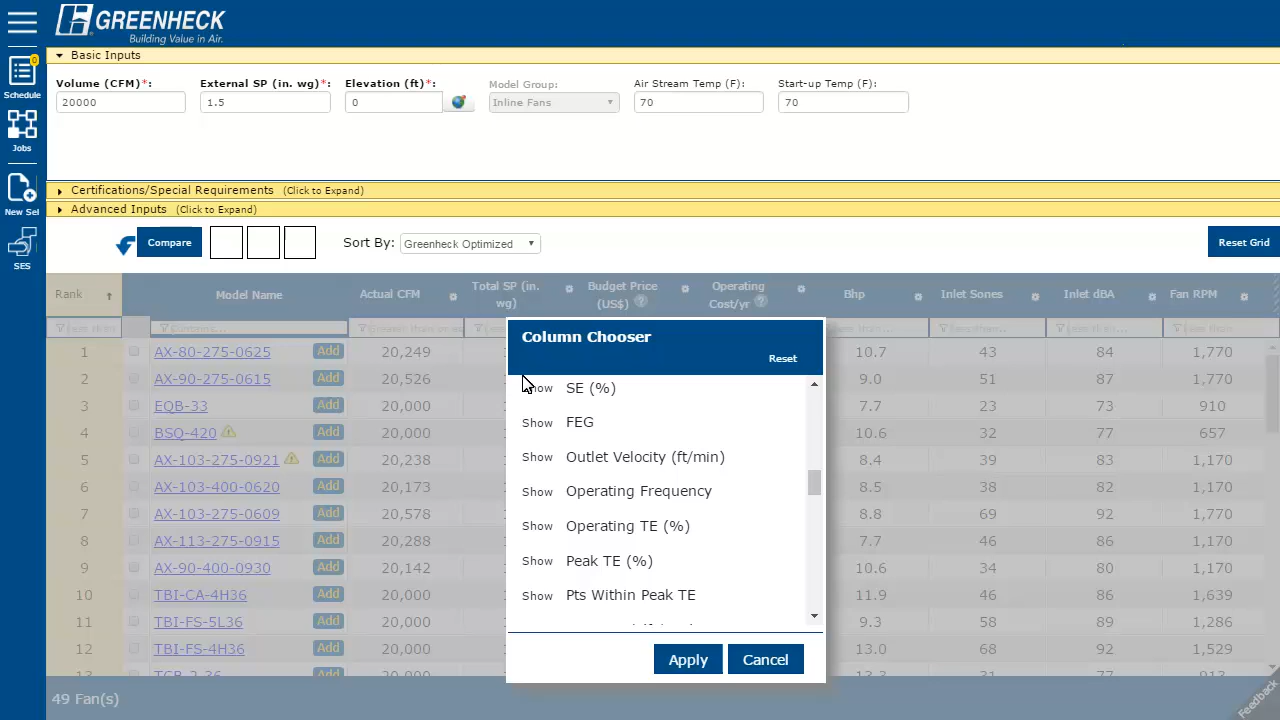 GREENHECK
Building Value in Air.
Basic Inputs
Volume (CFM)*: External SP (in. wg)*: Elevation (ft)*: Model Group: Air Stream Temp (F): Start-up Temp (F):
20000 1.5 0 Inline Fans 70 70
0
Schedule
Jobs
New Sel
SES
Certifications/Special Requirements (Click to Expand)
Advanced Inputs (Click to Expand)
Compare Sort By: Greenheck Optimized Reset Grid
Rank Model Name Actual CFM Total SP (in. wg) Budget Price (US$) Operating Cost/yr Bhp Inlet Sones Inlet dBA Fan RPM
1 AX-80-275-0625 Add 20,249 10.7 43 84 1,770
2 AX-90-275-0615 Add 20,526 9.0 51 87 1,770
3 EQB-33 Add 20,000 7.7 23 73 910
4 BSQ-420 Add 20,000 10.6 32 77 657
5 AX-103-275-0921 Add 20,238 8.4 39 83 1,170
6 AX-103-400-0620 Add 20,173 8.5 38 82 1,170
7 AX-103-275-0609 Add 20,578 8.8 69 92 1,770
8 AX-113-275-0915 Add 20,288 7.7 46 86 1,170
9 AX-90-400-0930 Add 20,142 10.6 34 80 1,170
10 TBI-CA-4H36 Add 11.9 46 86 1,639
11 TBI-FS-5L36 Add 20,000 9.3 58 89 1,286
12 TBI-FS-4H36 Add 20,000 13.0 68 92 1,529
Column Chooser
Reset
Show SE (%)
Show FEG
Show Outlet Velocity (ft/min)
Show Operating Frequency
Show Operating TE (%)
Show Peak TE (%)
Show Pts Within Peak TE
Apply Cancel
49 Fan(s)
Feedback